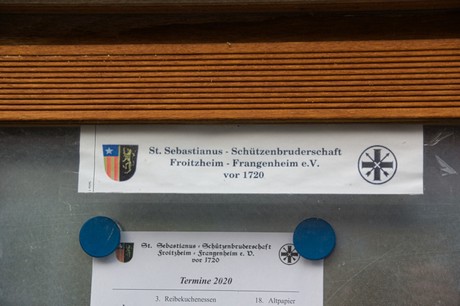 St. Sebastianus - Schützenbruderschaft
Froitzheim - Frangenheim e.V.
vor 1720
St. Sebastianus - Schützenbruderschaft
Froitzheim - Frangenheim e. V.
vor 1720
Termine 2020
3. Reibekuchenessen 18. Altpapier